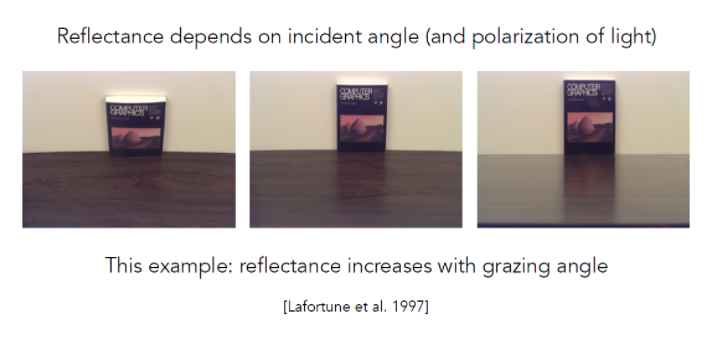 Reflectance depends on incident angle (and polarization of light)
COMPUTER
GRAPHICS
COMPUTER
GRAPHICS
COMPUTER
GRAPHICS
This example: reflectance increases with grazing angle
[Lafortune et al. 1997]